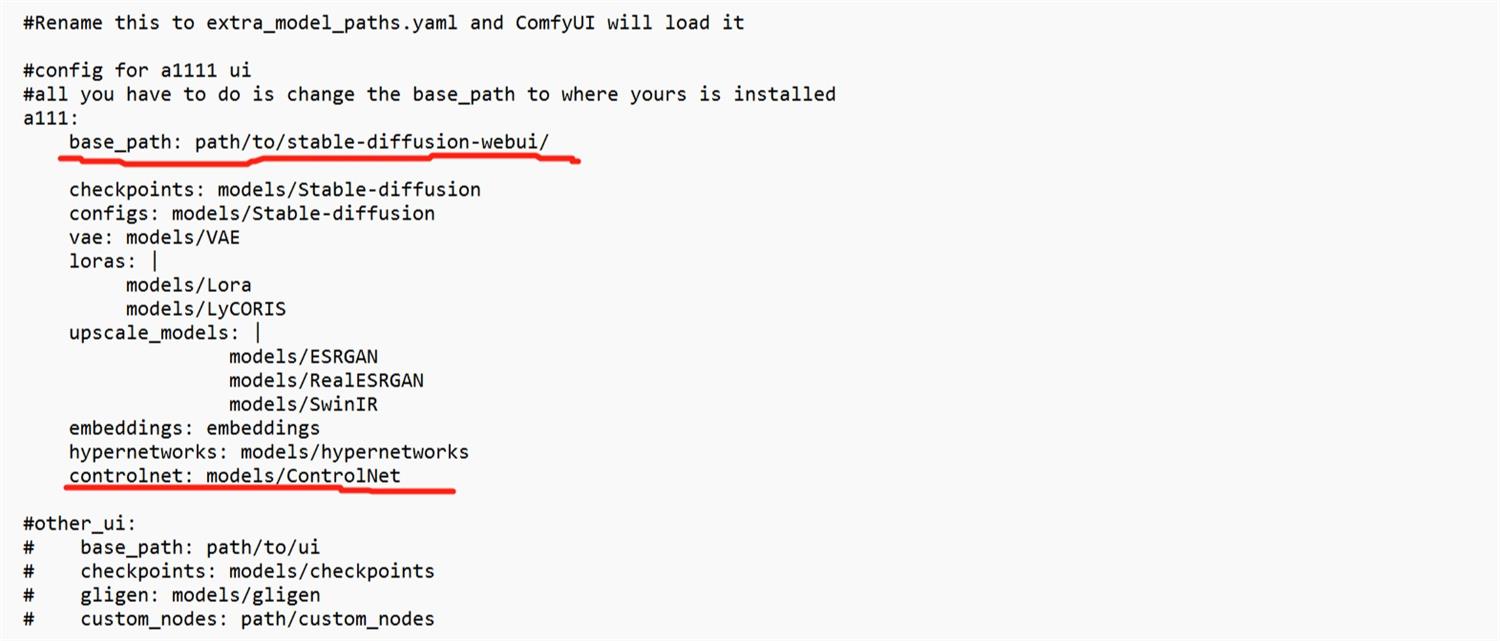 #Rename this to extra_model_paths.yaml and ComfyUI will load it
#config for a1111 ui
#all you have to do is change the base_path to where yours is installed
a111:
    base_path: path/to/stable-diffusion-webui/
    checkpoints: models/Stable-diffusion
    configs: models/Stable-diffusion
    vae: models/VAE
    loras: |
         models/Lora
         models/LyCORIS
    upscale_models: |
                  models/ESRGAN
                  models/RealESRGAN
                  models/SwinIR
    embeddings: embeddings
    hypernetworks: models/hypernetworks
    controlnet: models/ControlNet
#other_ui:
#    base_path: path/to/ui
#    checkpoints: models/checkpoints
#    gligen: models/gligen
#    custom_nodes: path/custom_nodes